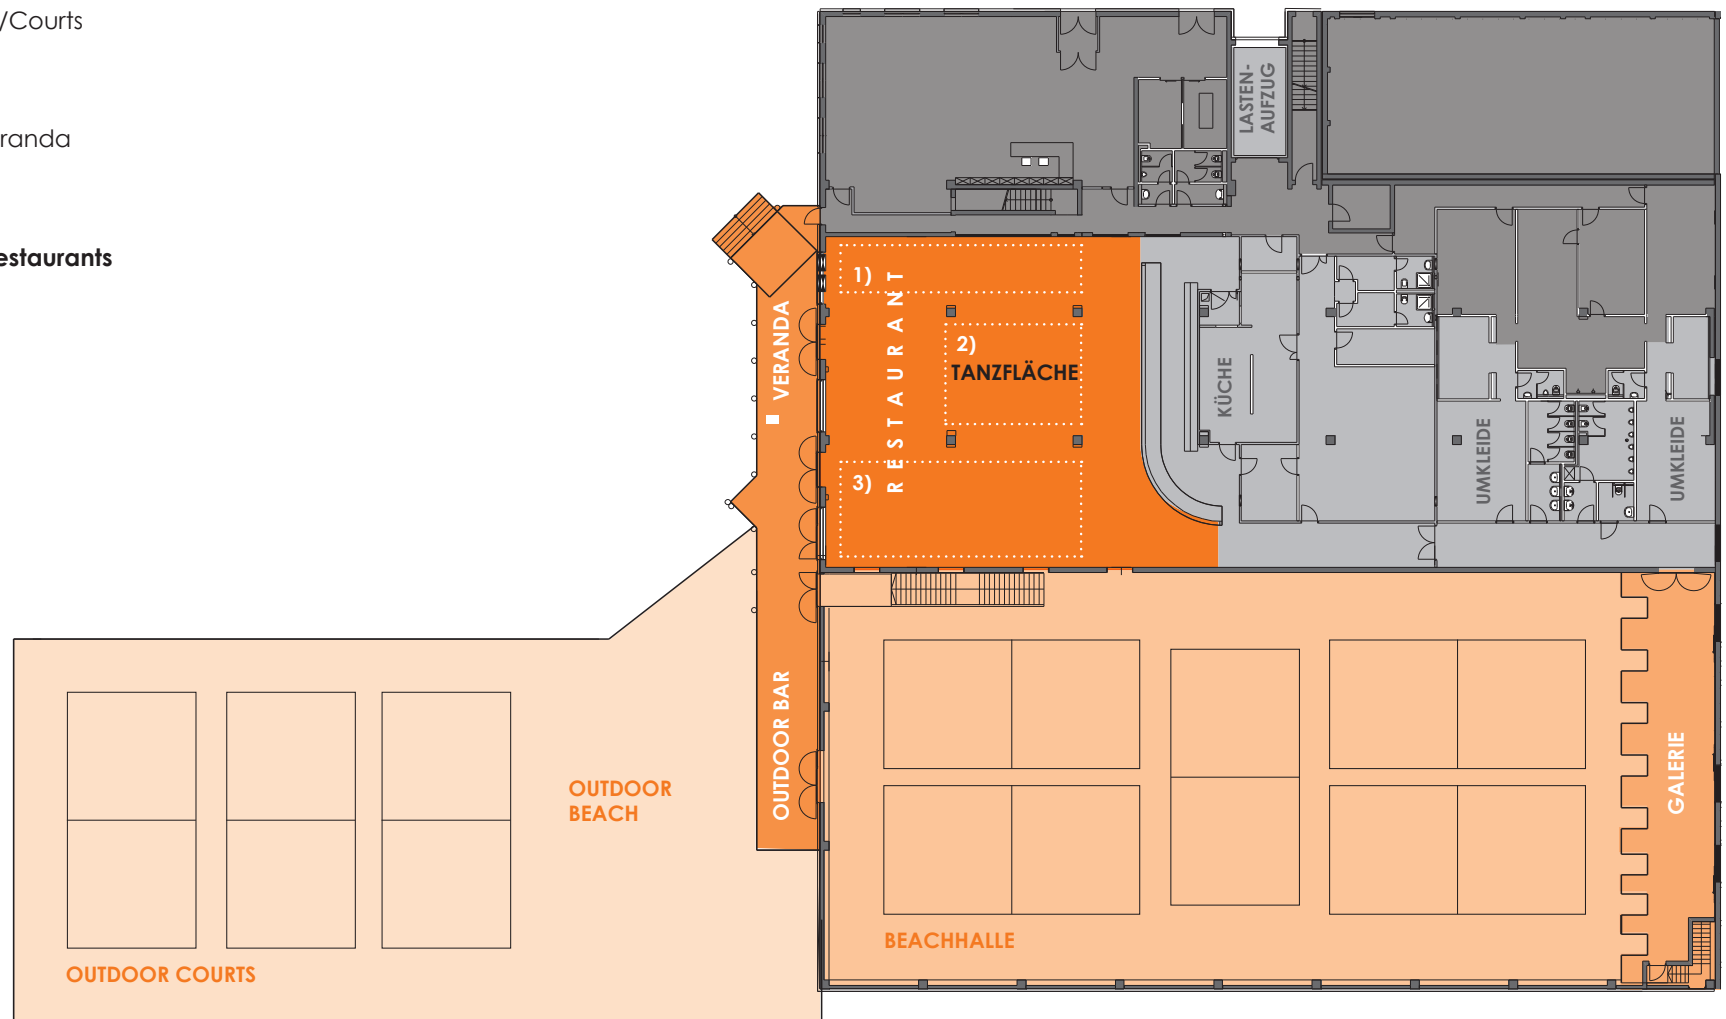 /Courts
randa
estaurants
LASTEN-
AUFZUG
1)
RESTAURANT
2)
TANZFLÄCHE
3)
VERANDA
KÜCHE
UMKLEIDE
UMKLEIDE
OUTDOOR BAR
OUTDOOR
BEACH
GALERIE
BEACHHALLE
OUTDOOR COURTS